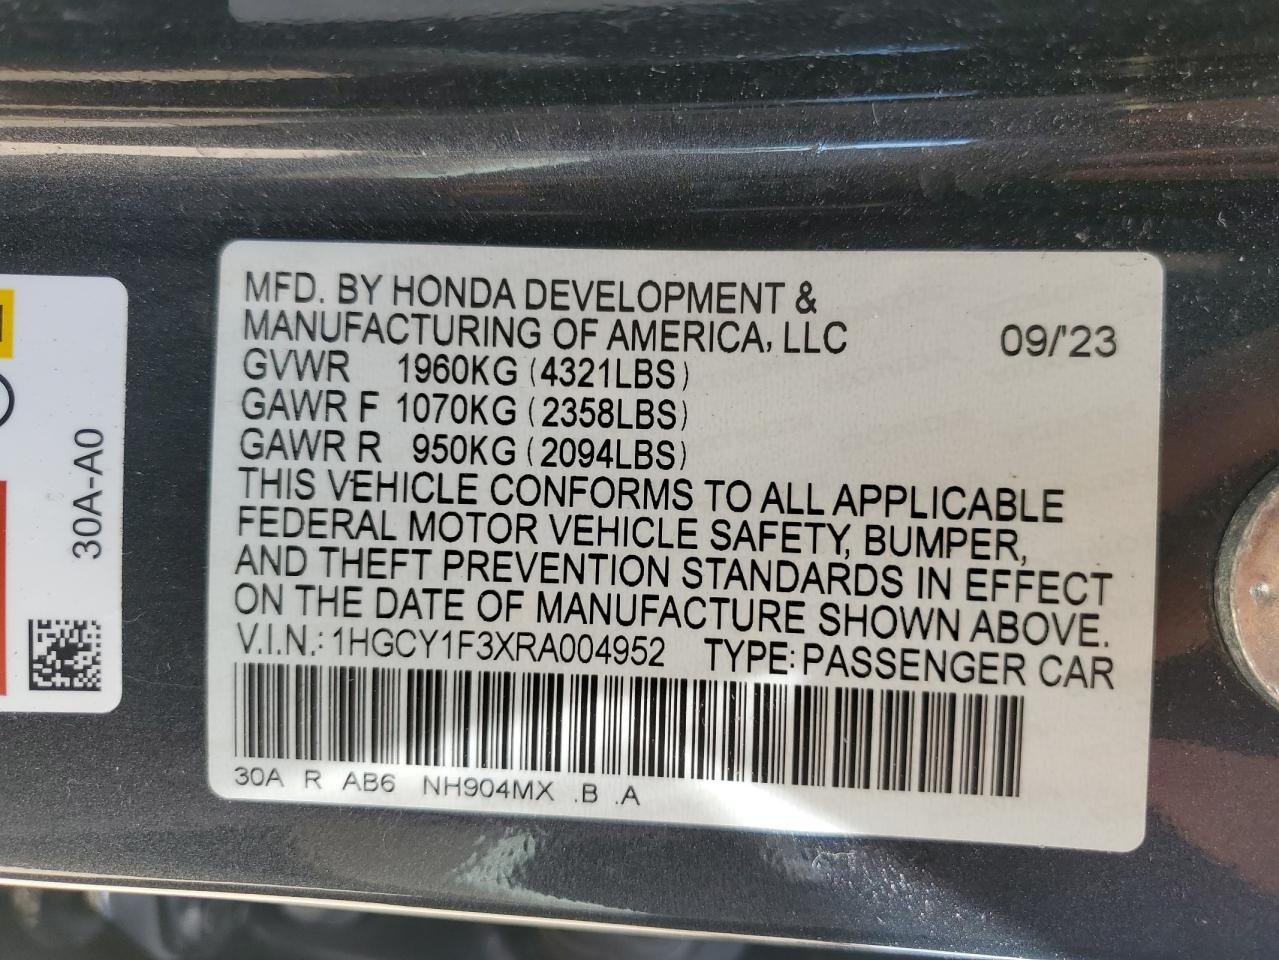 MFD. BY HONDA DEVELOPMENT &
MANUFACTURING OF AMERICA, LLC 09/'23
GVWR 1960KG (4321LBS)
GAWR F 1070KG (2358LBS)
GAWR R 950KG (2094LBS)
THIS VEHICLE CONFORMS TO ALL APPLICABLE
FEDERAL MOTOR VEHICLE SAFETY, BUMPER,
AND THEFT PREVENTION STANDARDS IN EFFECT
ON THE DATE OF MANUFACTURE SHOWN ABOVE.
V.I.N.: 1HGCY1F3XRA004952 TYPE: PASSENGER CAR
30A R AB6 NH904MX .B .A
30A-A0